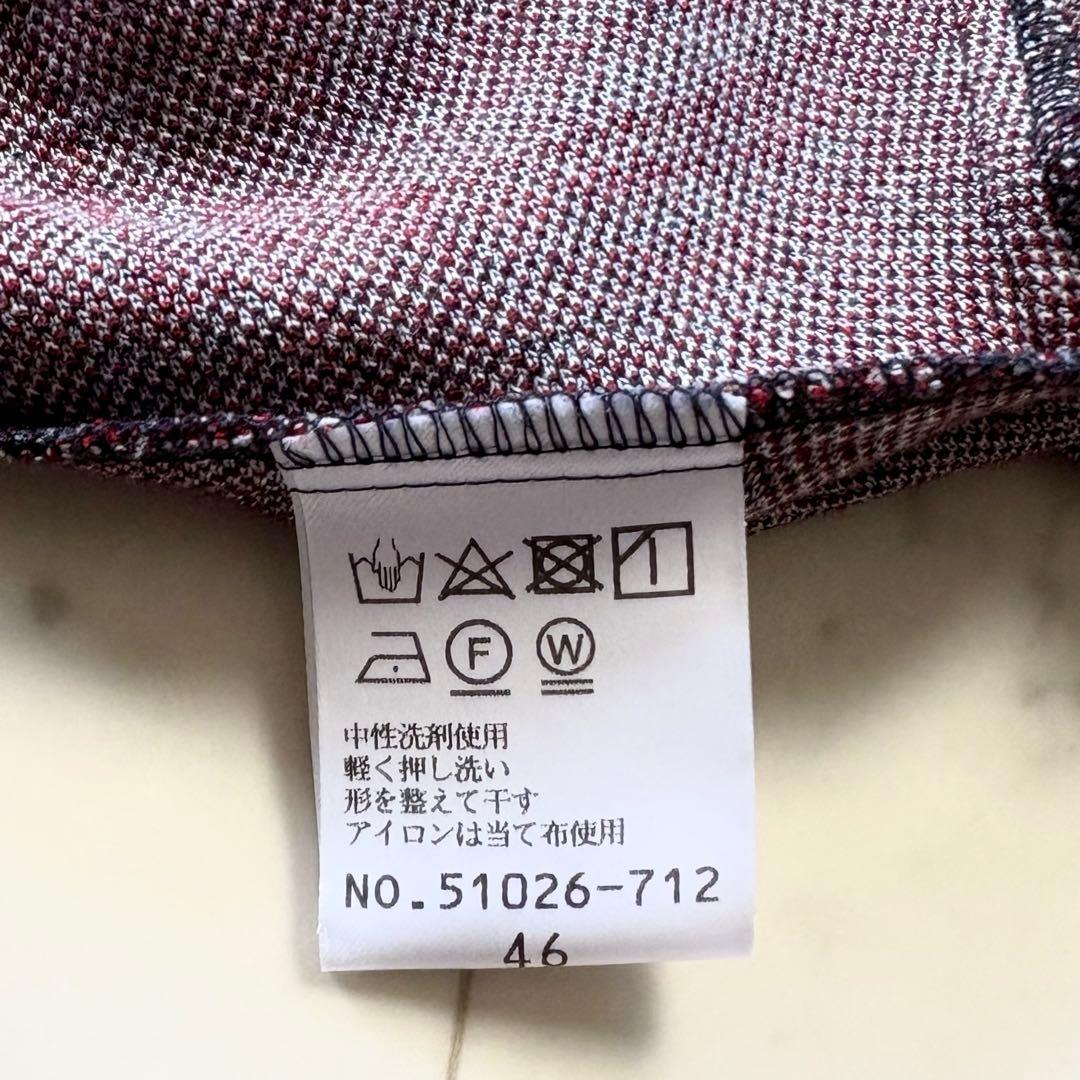 F W
中性洗剤使用
軽く押し洗い
形を整えて干す
アイロンは当て布使用
NO.51026-712
46